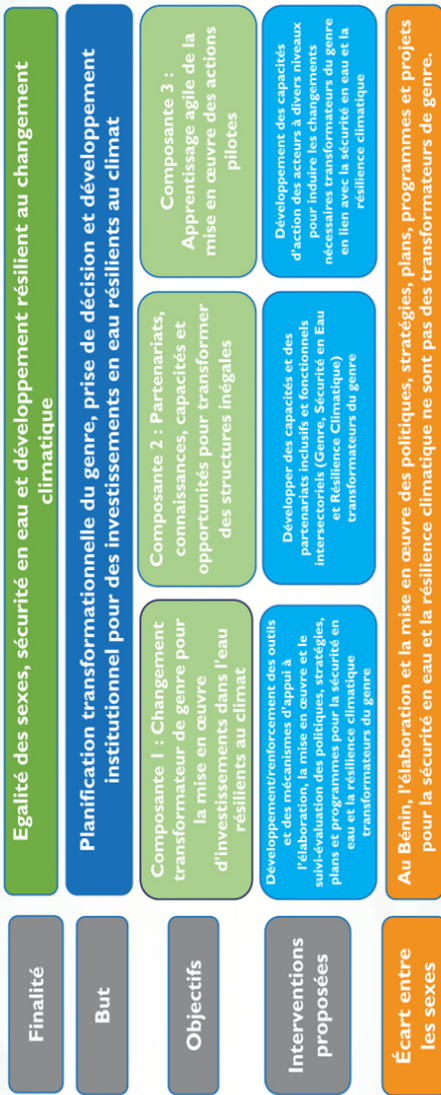 Finalité
Egalité des sexes, sécurité en eau et développement résilient au changement
climatique
But
Planification transformationnelle du genre, prise de décision et développement
institutionnel pour des investissements en eau résilients au climat
Objectifs
Composante 1 : Changement
transformateur de genre pour
la mise en œuvre
d'investissements dans l'eau
résilients au climat
Composante 2 : Partenariats,
connaissances, capacités et
opportunités pour transformer
des structures inégales
Composante 3 :
Apprentissage agile de la
mise en œuvre des actions
pilotes
Interventions
proposées
Développement/renforcement des outils
et des mécanismes d'appui à
l'élaboration, la mise en œuvre et le
suivi-évaluation des politiques, stratégies,
plans et programmes pour la sécurité en
eau et la résilience climatique
transformateurs du genre
Développer des capacités et des
partenariats inclusifs et fonctionnels
intersectoriels (Genre, Sécurité en Eau
et Résilience Climatique)
transformateurs du genre
Développement des capacités
d'action des acteurs à divers niveaux
pour induire les changements
nécessaires transformateurs du genre
en lien avec la sécurité en eau et la
résilience climatique
Écart entre
les sexes
Au Bénin, l'élaboration et la mise en œuvre des politiques, stratégies, plans, programmes et projets
pour la sécurité en eau et la résilience climatique ne sont pas des transformateurs de genre.